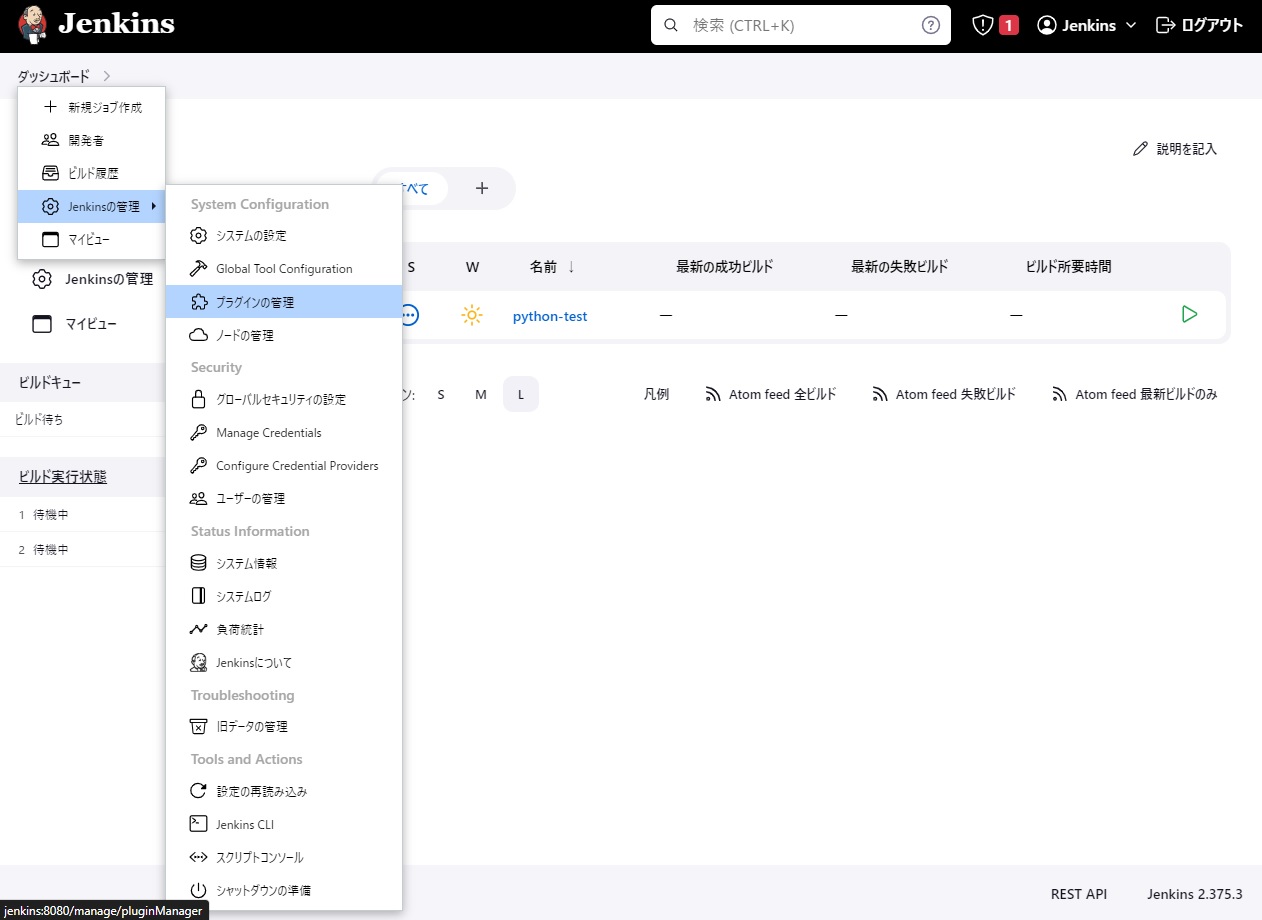 Jenkins
検索 (CTRL+K)
1
Jenkins
ログアウト
ダッシュボード
新規ジョブ作成
開発者
ビルド履歴
Jenkinsの管理
マイビュー
説明を記入
すべて
Jenkinsの管理
マイビュー
System Configuration
システムの設定
Global Tool Configuration
プラグインの管理
ノードの管理
Security
グローバルセキュリティの設定
Manage Credentials
Configure Credential Providers
ユーザーの管理
Status Information
システム情報
システムログ
負荷統計
Jenkinsについて
Troubleshooting
旧データの管理
Tools and Actions
設定の再読み込み
Jenkins CLI
スクリプトコンソール
シャットダウンの準備
S W 名前 ↓ 最新の成功ビルド 最新の失敗ビルド ビルド所要時間
python-test — — —
ン: S M L 凡例 Atom feed 全ビルド Atom feed 失敗ビルド Atom feed 最新ビルドのみ
ビルドキュー
ビルド待ち
ビルド実行状態
1 待機中
2 待機中
REST API Jenkins 2.375.3
jenkins:8080/manage/pluginManager